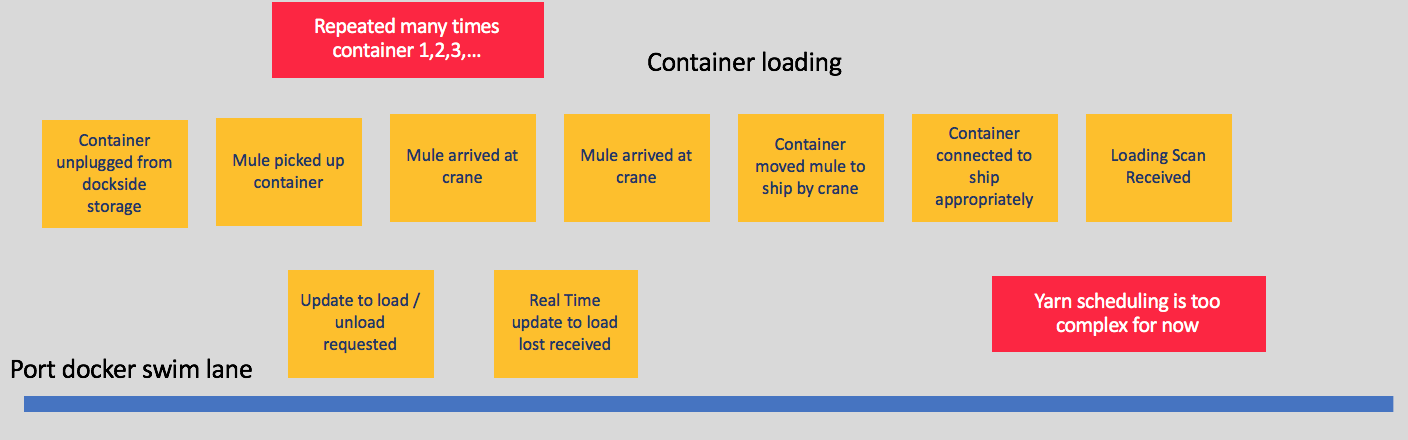 Repeated many times
container 1,2,3,...
Container loading
Container
unplugged from
dockside
storage
Mule picked up
container
Mule arrived at
crane
Mule arrived at
crane
Container
moved mule to
ship by crane
Container
connected to
ship
appropriately
Loading Scan
Received
Update to load /
unload
requested
Real Time
update to load
lost received
Yarn scheduling is too
complex for now
Port docker swim lane